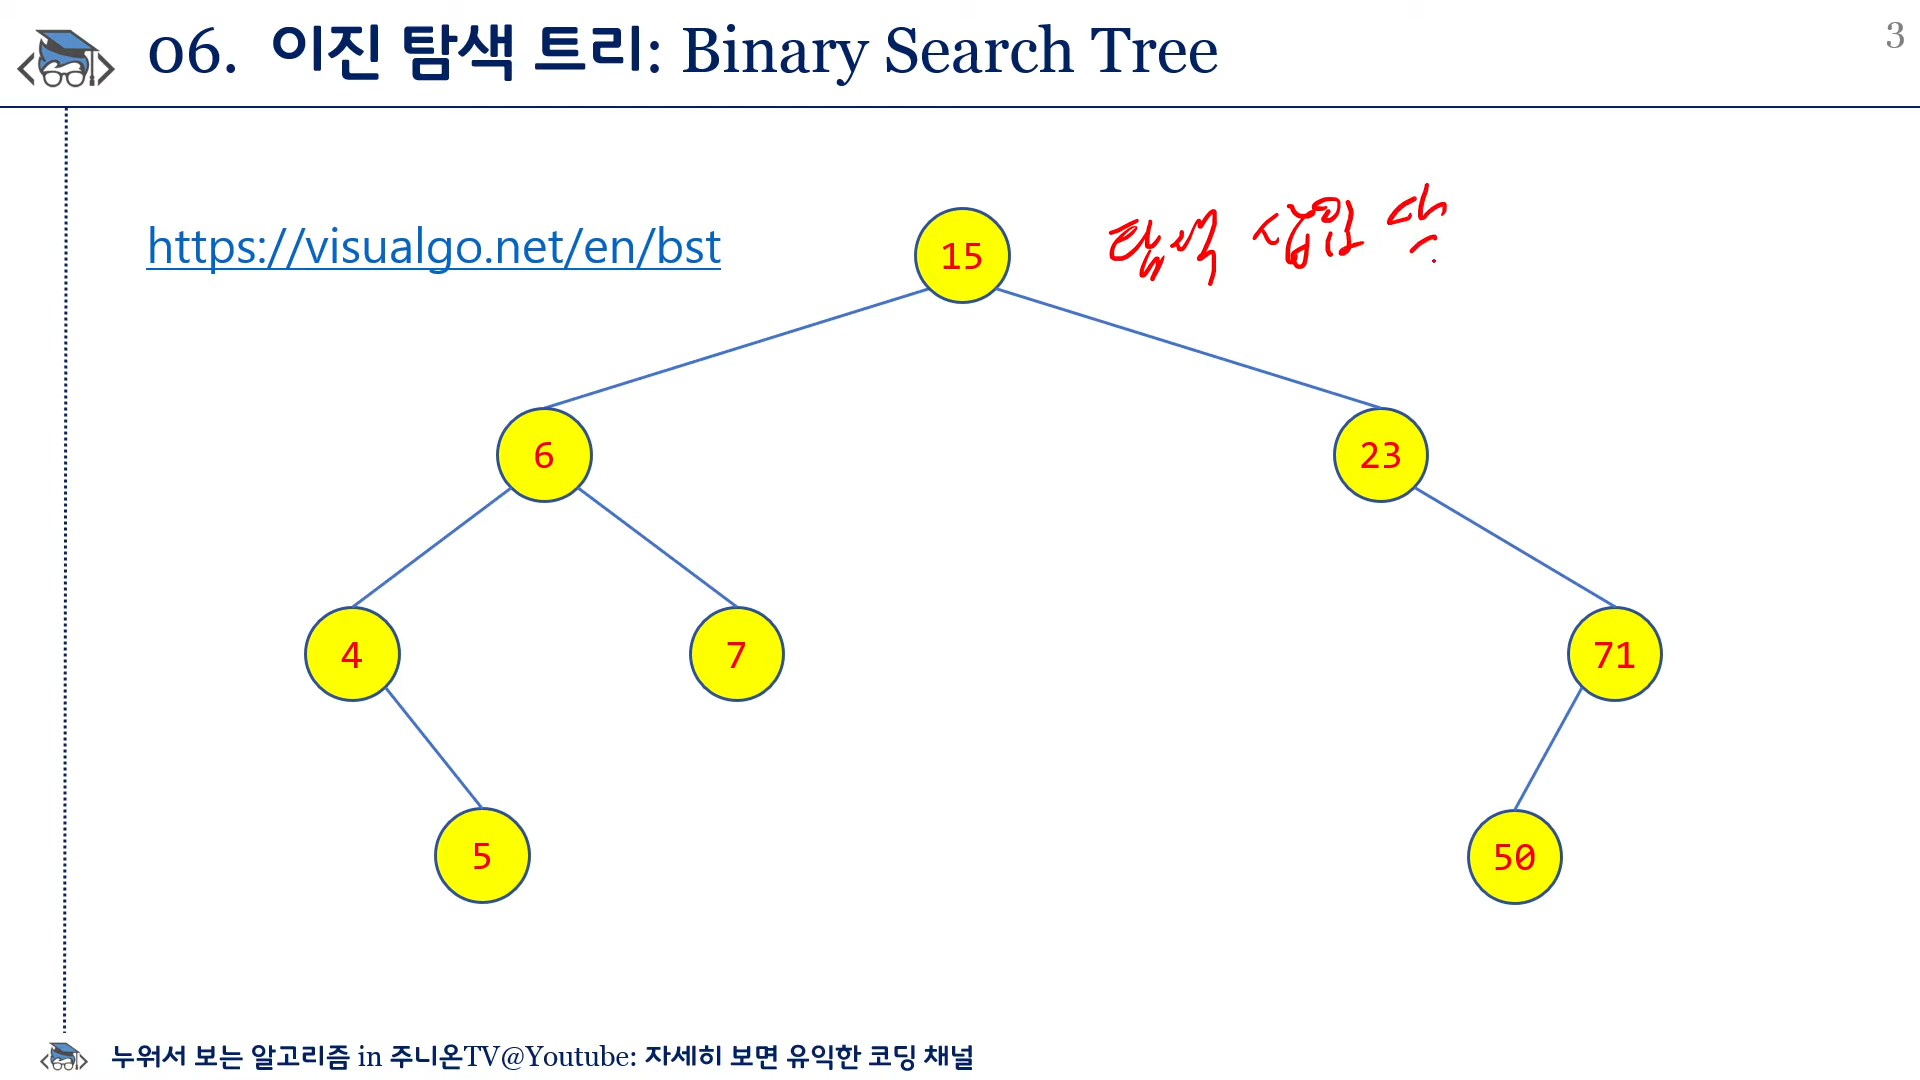 06. 이진 탐색 트리: Binary Search Tree
3
https://visualgo.net/en/bst
탐색 삽입
15
6
23
4
7
71
5
50
누워서 보는 알고리즘 in 주니온TV@Youtube: 자세히 보면 유익한 코딩 채널